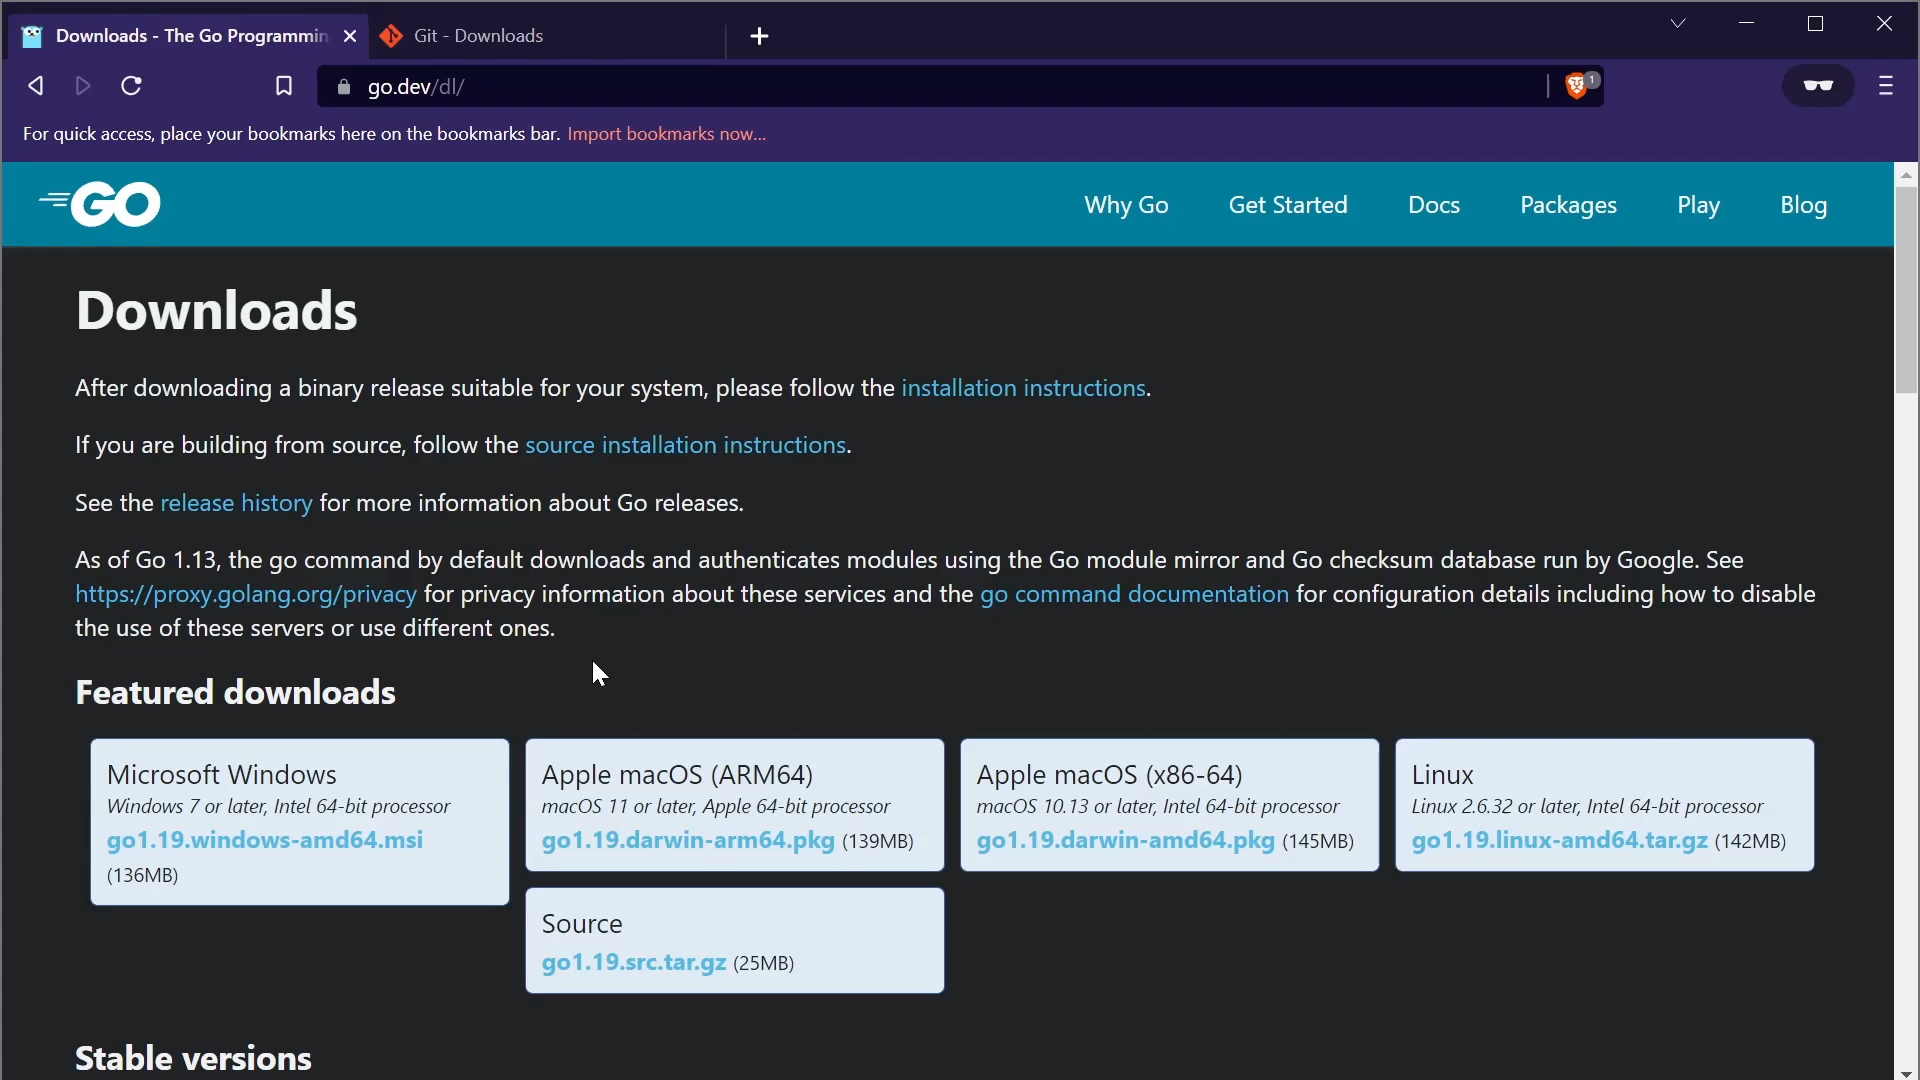 Downloads - The Go Programmin
Git - Downloads
go.dev/dl/
1
For quick access, place your bookmarks here on the bookmarks bar. Import bookmarks now...
GO
Why Go
Get Started
Docs
Packages
Play
Blog
Downloads
After downloading a binary release suitable for your system, please follow the installation instructions.
If you are building from source, follow the source installation instructions.
See the release history for more information about Go releases.
As of Go 1.13, the go command by default downloads and authenticates modules using the Go module mirror and Go checksum database run by Google. See
https://proxy.golang.org/privacy for privacy information about these services and the go command documentation for configuration details including how to disable
the use of these servers or use different ones.
Featured downloads
Microsoft Windows
Windows 7 or later, Intel 64-bit processor
go1.19.windows-amd64.msi
(136MB)
Apple macOS (ARM64)
macOS 11 or later, Apple 64-bit processor
go1.19.darwin-arm64.pkg (139MB)
Apple macOS (x86-64)
macOS 10.13 or later, Intel 64-bit processor
go1.19.darwin-amd64.pkg (145MB)
Linux
Linux 2.6.32 or later, Intel 64-bit processor
go1.19.linux-amd64.tar.gz (142MB)
Source
go1.19.src.tar.gz (25MB)
Stable versions